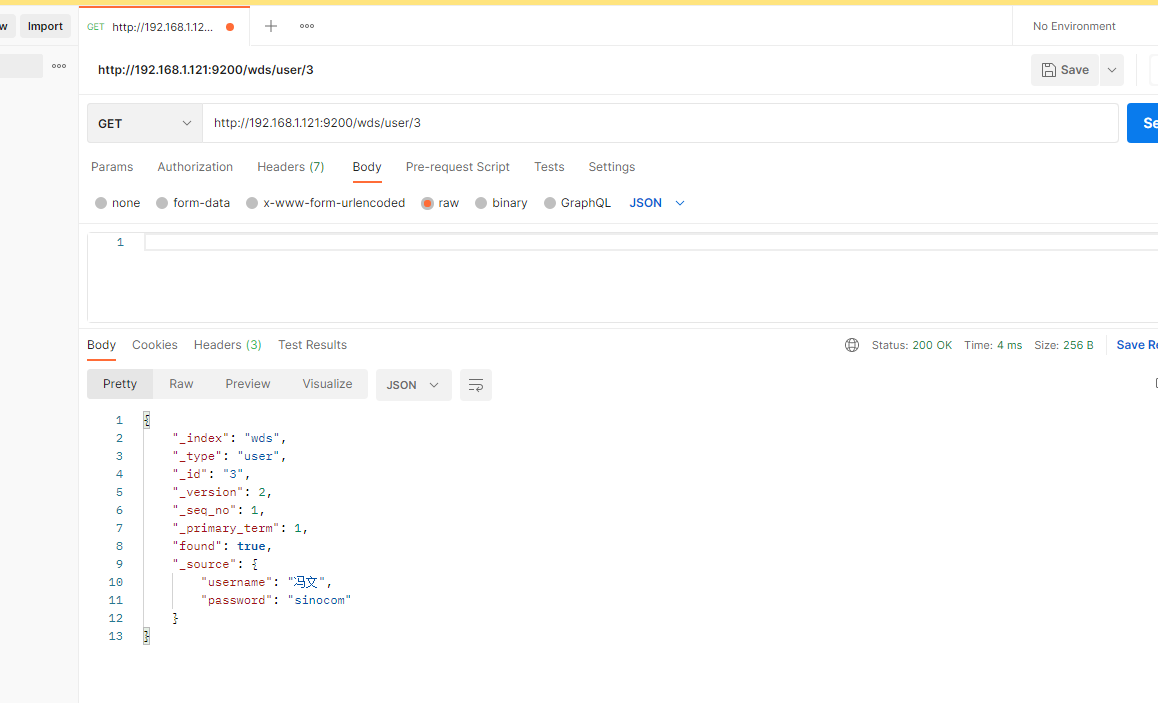 w Import GET http://192.168.1.12... No Environment
http://192.168.1.121:9200/wds/user/3 Save
GET http://192.168.1.121:9200/wds/user/3 Se
Params Authorization Headers (7) Body Pre-request Script Tests Settings
none form-data x-www-form-urlencoded raw binary GraphQL JSON
1
Body Cookies Headers (3) Test Results Status: 200 OK Time: 4 ms Size: 256 B Save Re
Pretty Raw Preview Visualize JSON
1 {
2 "_index": "wds",
3 "_type": "user",
4 "_id": "3",
5 "_version": 2,
6 "_seq_no": 1,
7 "_primary_term": 1,
8 "found": true,
9 "_source": {
10 "username": "冯文",
11 "password": "sinocom"
12 }
13 }